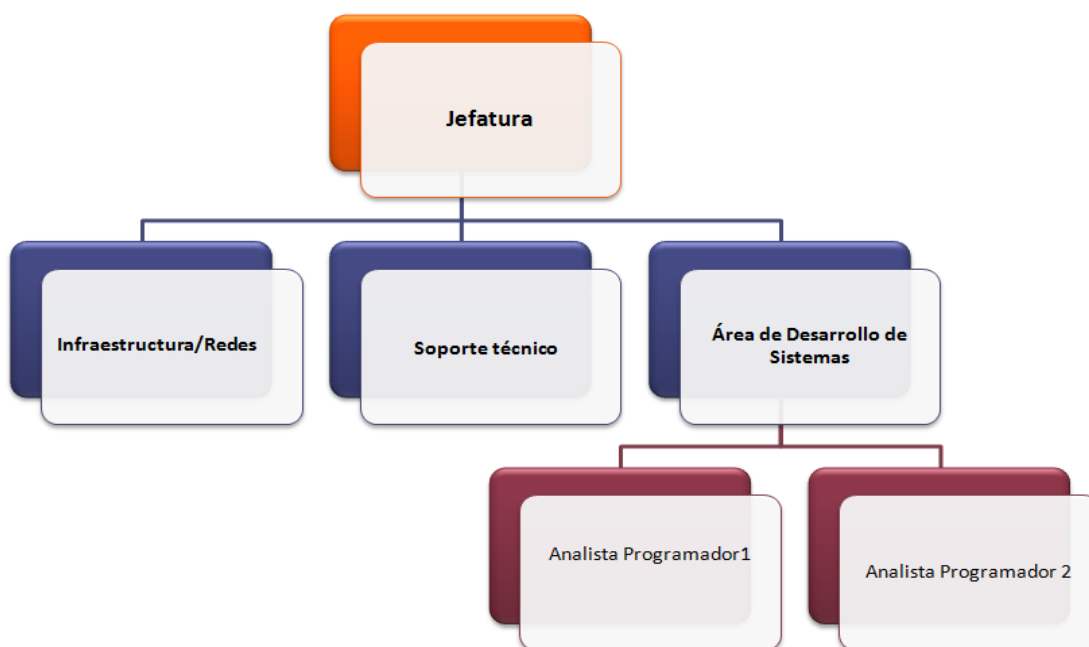 Jefatura
Infraestructura/Redes
Soporte técnico
Área de Desarrollo de
Sistemas
Analista Programador1
Analista Programador 2